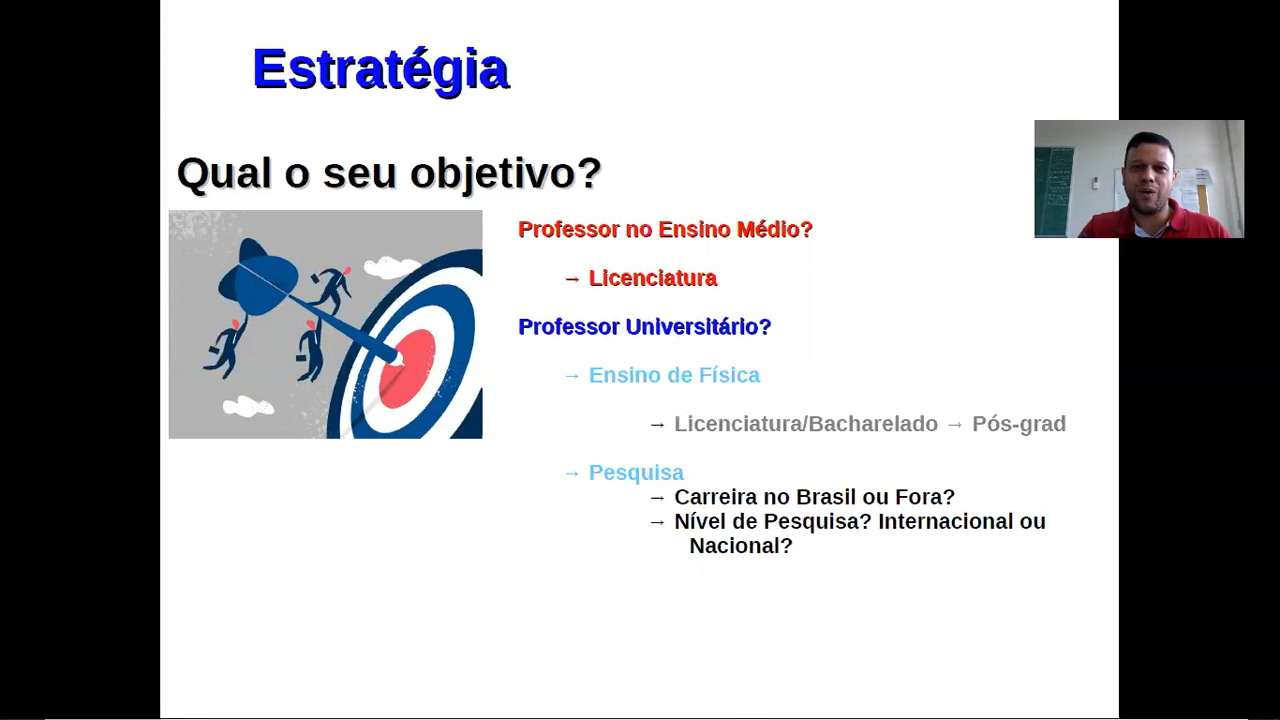 Estratégia
Qual o seu objetivo?
Professor no Ensino Médio?
→ Licenciatura
Professor Universitário?
→ Ensino de Física
→ Licenciatura/Bacharelado → Pós-grad
→ Pesquisa
→ Carreira no Brasil ou Fora?
→ Nível de Pesquisa? Internacional ou
Nacional?